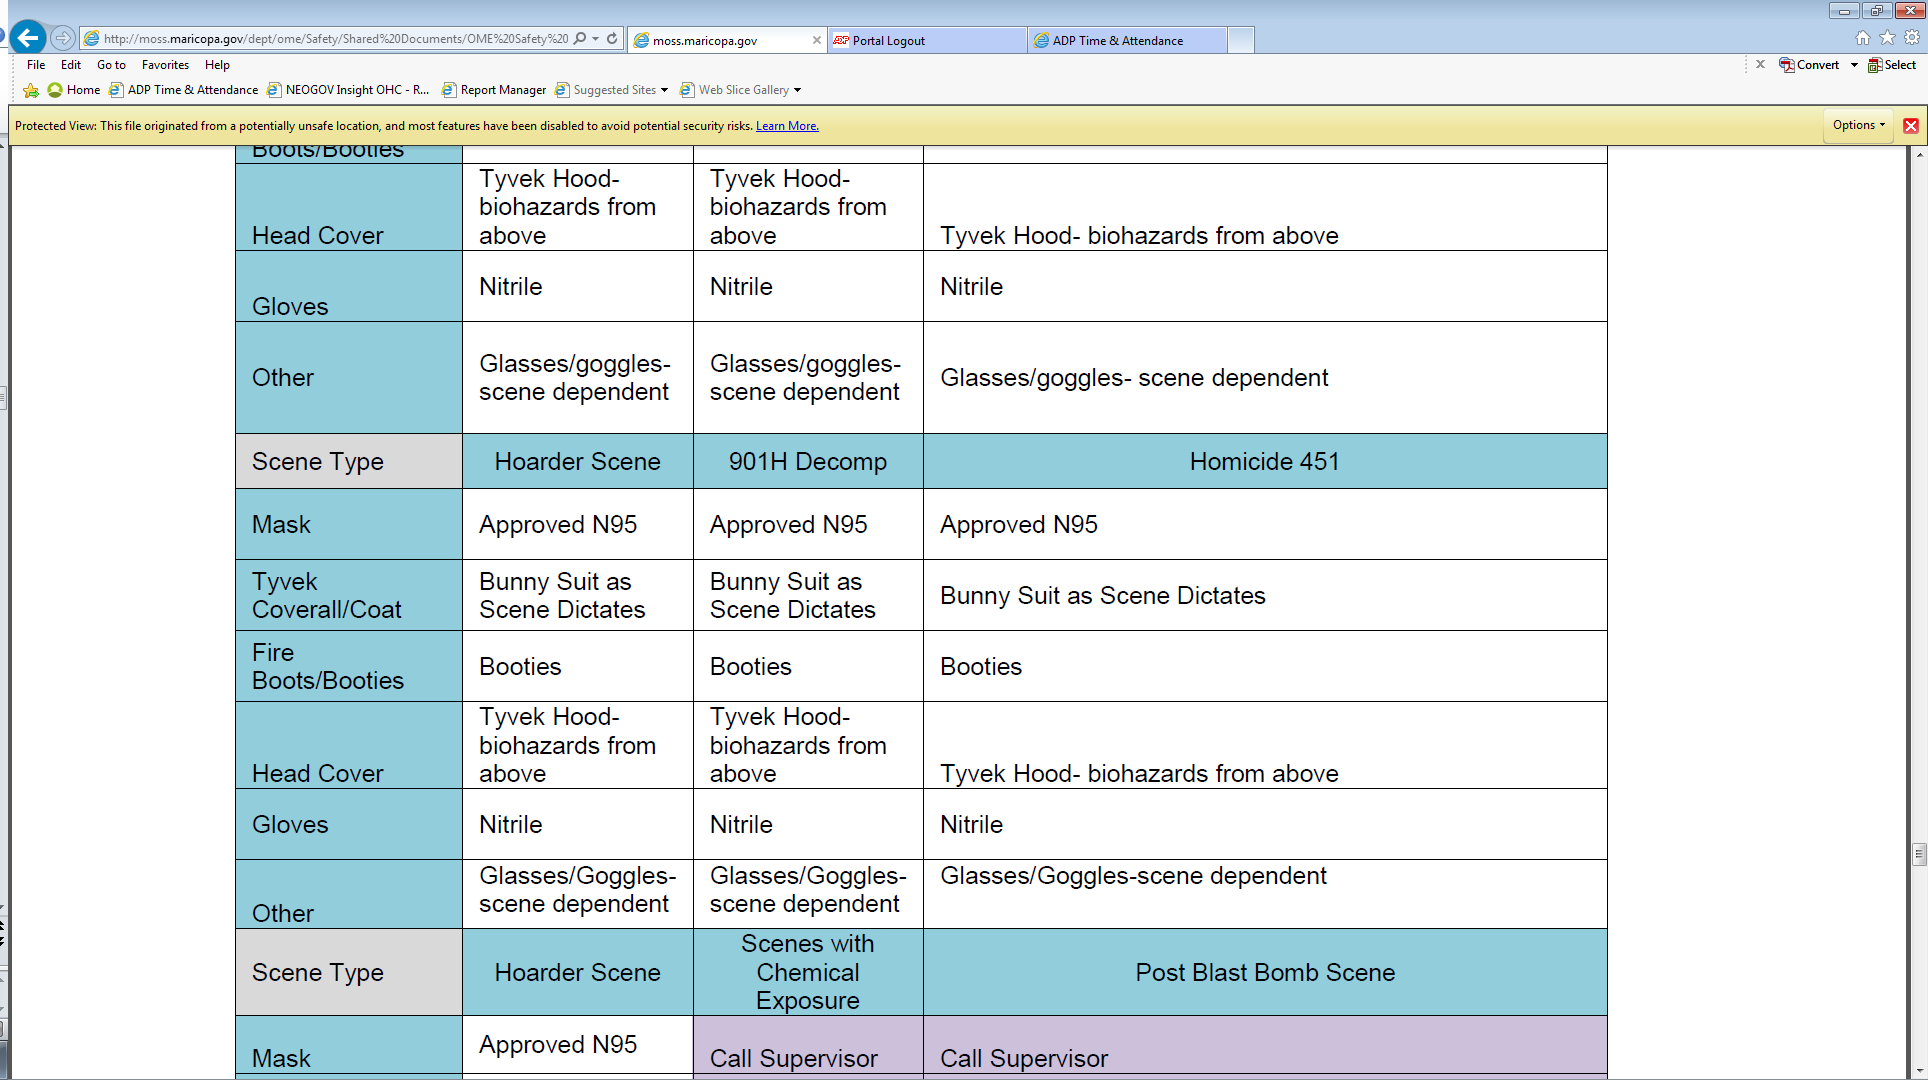 http://moss.maricopa.gov/dept/ome/Safety/Shared%20Documents/OME%20Safety%20
moss.maricopa.gov
ADP Portal Logout
ADP Time & Attendance
File Edit Go to Favorites Help
Convert Select
Home ADP Time & Attendance NEOGOV Insight OHC - R... Report Manager Suggested Sites Web Slice Gallery
Protected View: This file originated from a potentially unsafe location, and most features have been disabled to avoid potential security risks. Learn More.
Options
Boots/Booties
Head Cover
Tyvek Hood-
biohazards from
above
Tyvek Hood-
biohazards from
above
Tyvek Hood- biohazards from above
Gloves
Nitrile
Nitrile
Nitrile
Other
Glasses/goggles-
scene dependent
Glasses/goggles-
scene dependent
Glasses/goggles- scene dependent
Scene Type
Hoarder Scene
901H Decomp
Homicide 451
Mask
Approved N95
Approved N95
Approved N95
Tyvek
Coverall/Coat
Bunny Suit as
Scene Dictates
Bunny Suit as
Scene Dictates
Bunny Suit as Scene Dictates
Fire
Boots/Booties
Booties
Booties
Booties
Head Cover
Tyvek Hood-
biohazards from
above
Tyvek Hood-
biohazards from
above
Tyvek Hood- biohazards from above
Gloves
Nitrile
Nitrile
Nitrile
Other
Glasses/Goggles-
scene dependent
Glasses/Goggles-
scene dependent
Glasses/Goggles-scene dependent
Scene Type
Hoarder Scene
Scenes with
Chemical
Exposure
Post Blast Bomb Scene
Mask
Approved N95
Call Supervisor
Call Supervisor